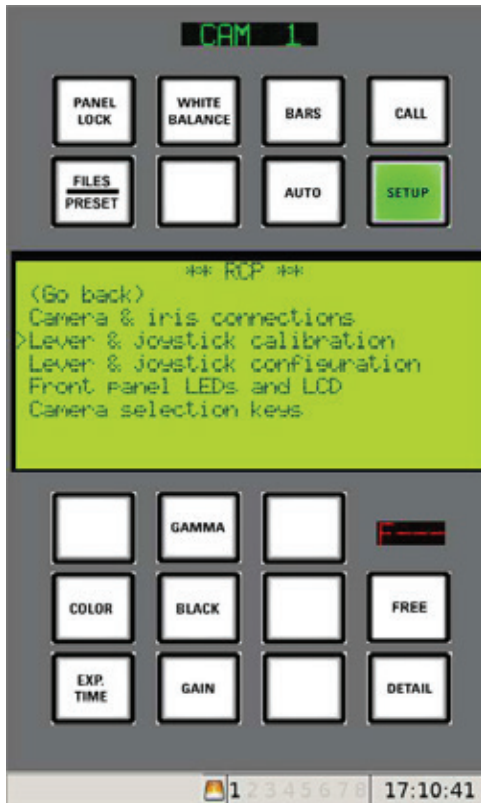 CAM 1
PANEL LOCK
WHITE BALANCE
BARS
CALL
FILES
PRESET
AUTO
SETUP
** RCP **
(Go back)
Camera & iris connections
>Lever & Joystick calibration
Lever & Joystick configuration
Front panel LEDs and LCD
Camera selection keys
GAMMA
F---
COLOR
BLACK
FREE
EXP. TIME
GAIN
DETAIL
1 2 3 4 5 6 7 8 17:10:41